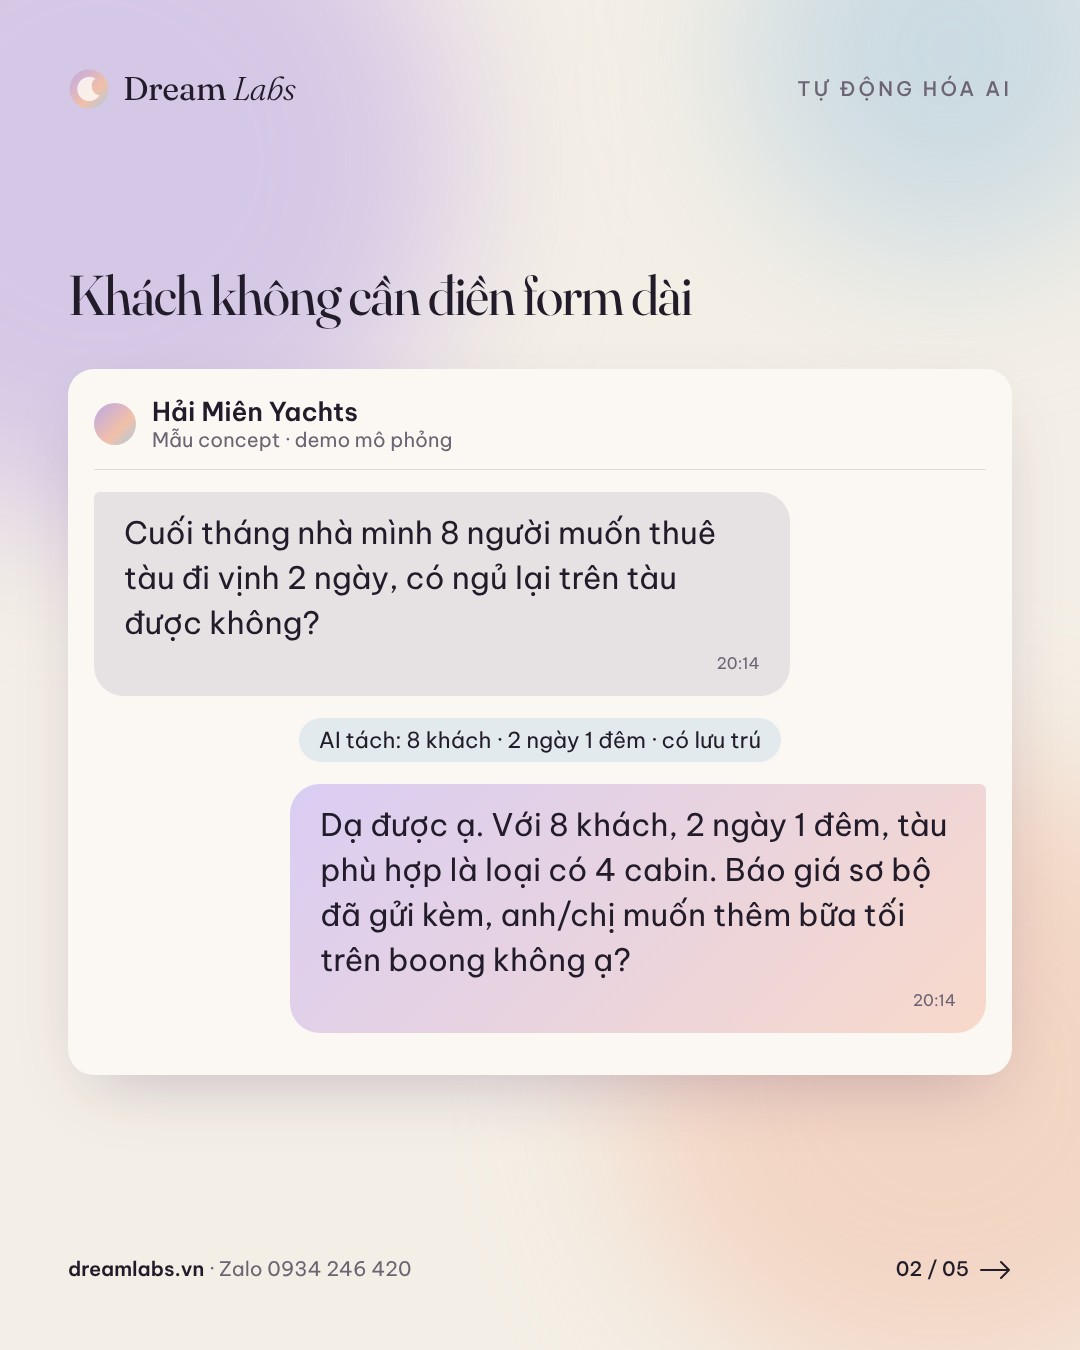 Dream Labs
TỰ ĐỘNG HÓA AI
Khách không cần điền form dài
Hải Miên Yachts
Mẫu concept · demo mô phỏng
Cuối tháng nhà mình 8 người muốn thuê
tàu đi vịnh 2 ngày, có ngủ lại trên tàu
được không?
20:14
AI tách: 8 khách · 2 ngày 1 đêm · có lưu trú
Dạ được ạ. Với 8 khách, 2 ngày 1 đêm, tàu
phù hợp là loại có 4 cabin. Báo giá sơ bộ
đã gửi kèm, anh/chị muốn thêm bữa tối
trên boong không ạ?
20:14
dreamlabs.vn · Zalo 0934 246 420
02 / 05 →